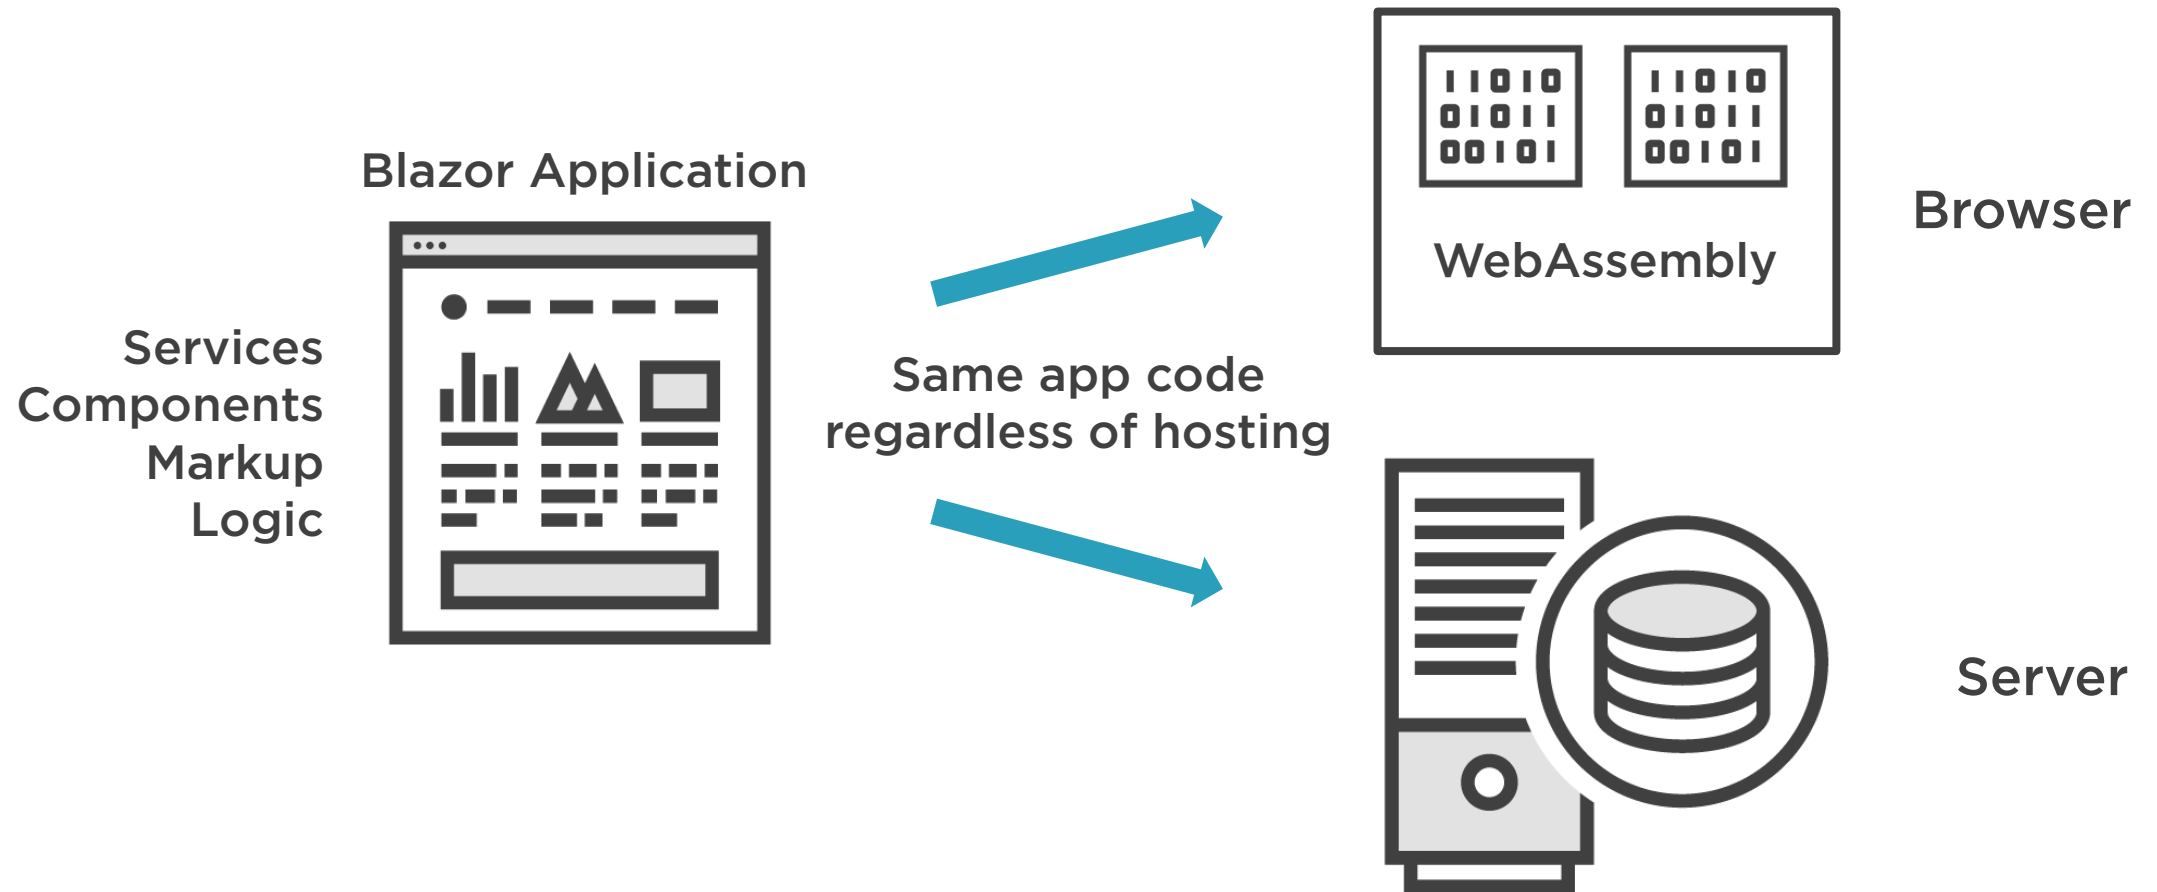 Blazor Application
Services
Components
Markup
Logic
Same app code
regardless of hosting
11010
01011
00101
11010
01011
00101
WebAssembly
Browser
Server